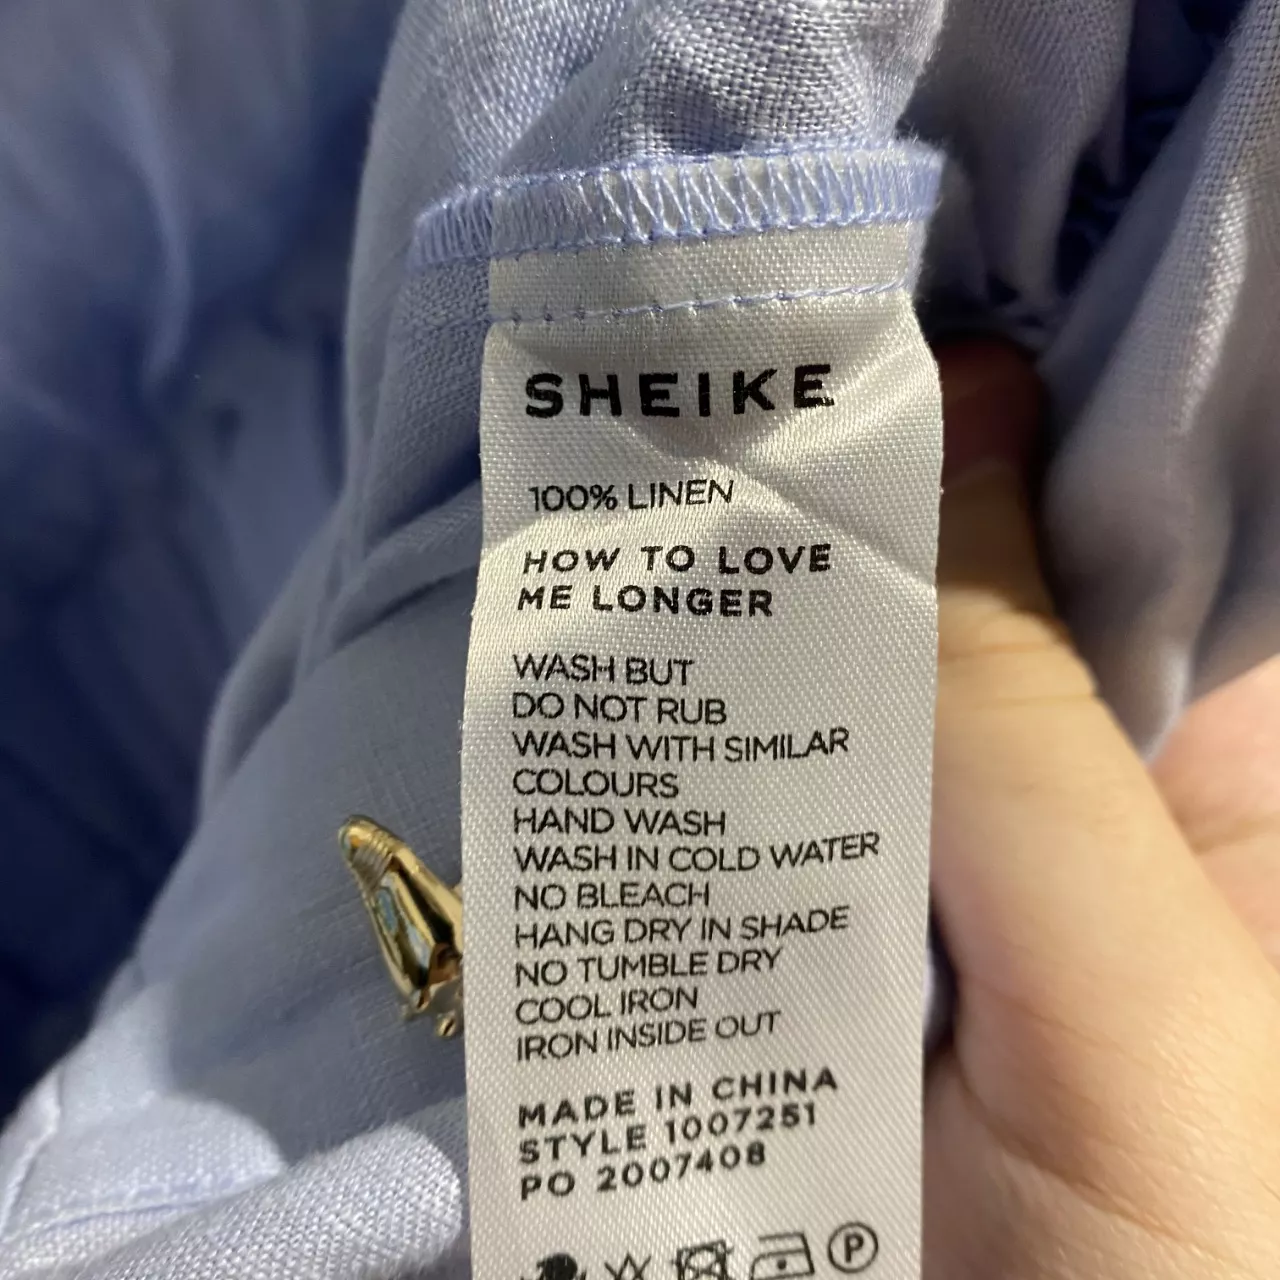 SHEIKE
100% LINEN
HOW TO LOVE
ME LONGER
WASH BUT
DO NOT RUB
WASH WITH SIMILAR
COLOURS
HAND WASH
WASH IN COLD WATER
NO BLEACH
HANG DRY IN SHADE
NO TUMBLE DRY
COOL IRON
IRON INSIDE OUT
MADE IN CHINA
STYLE 1007251
PO 2007408
P